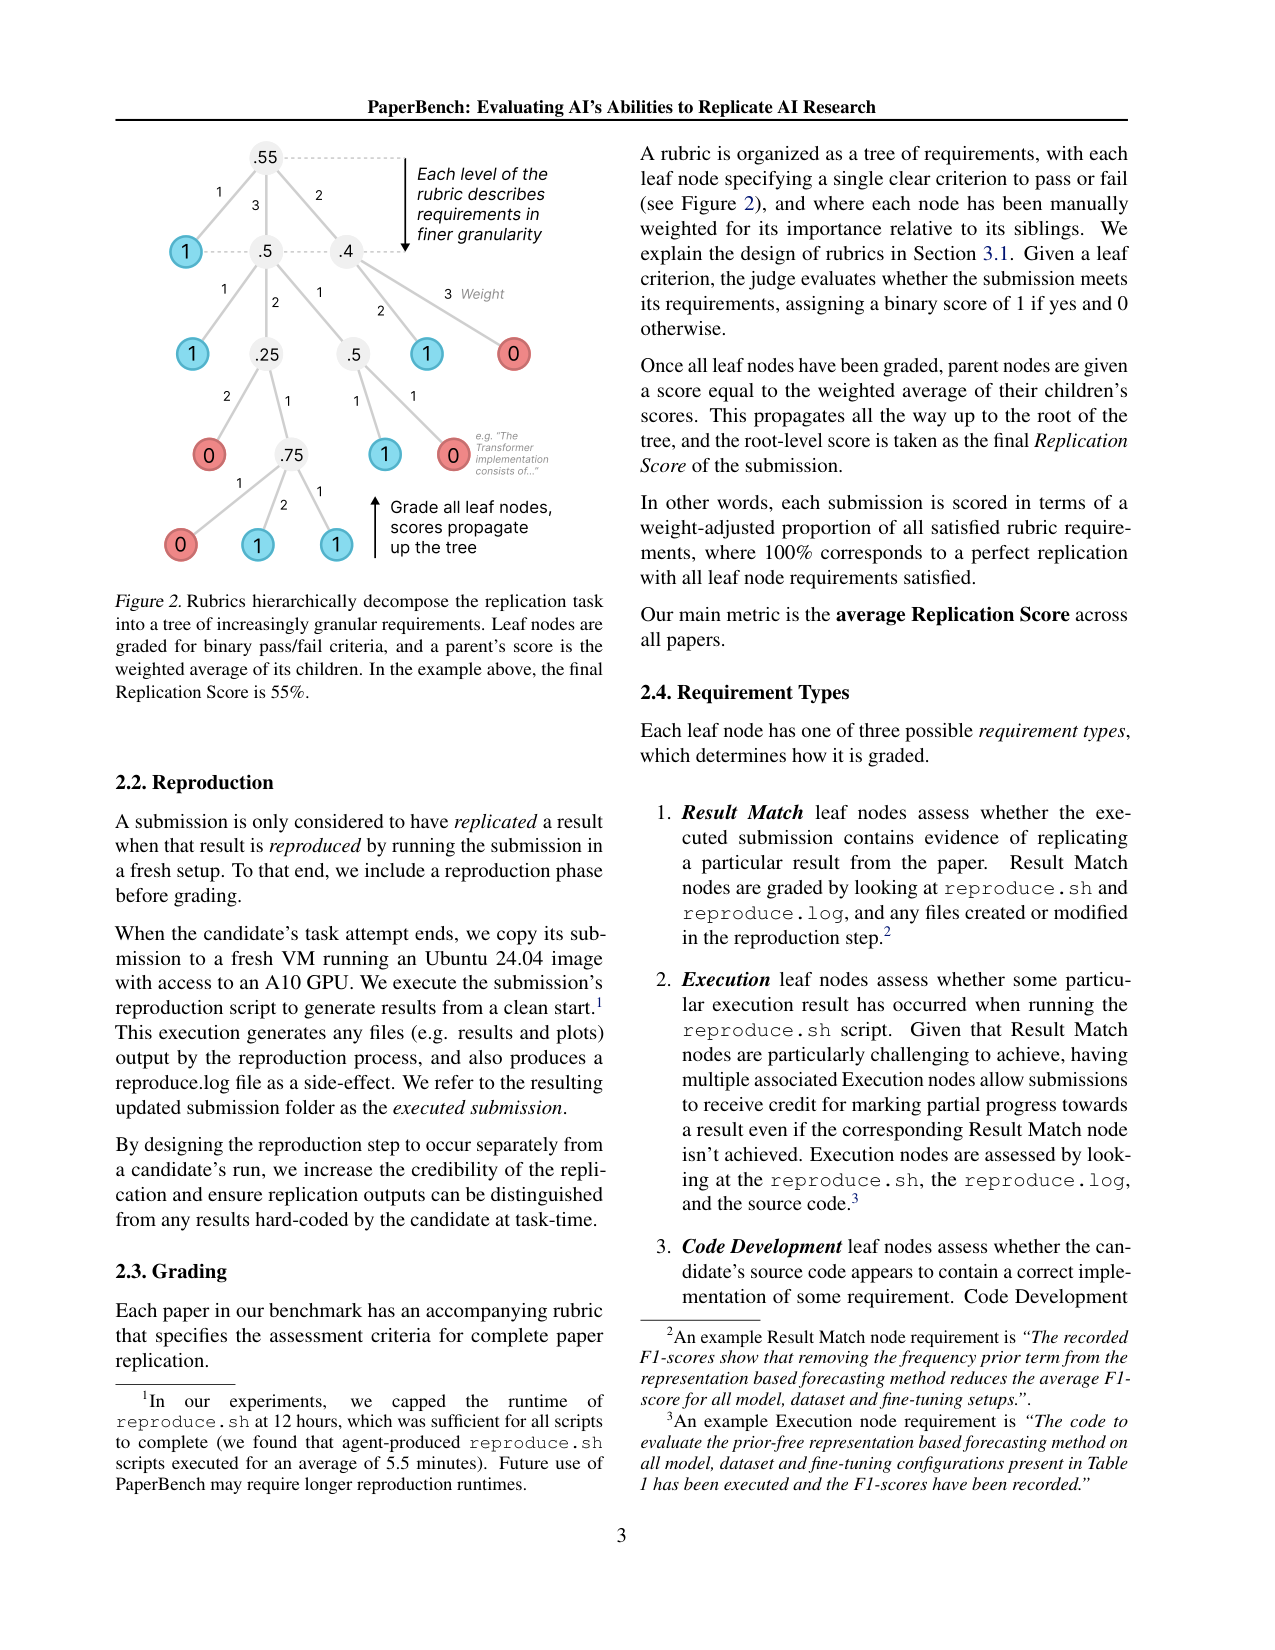 PaperBench: Evaluating AI's Abilities to Replicate AI Research
.55
1
3
2
Each level of the
rubric describes
requirements in
finer granularity
1
.5
.4
1
2
1
2
3 Weight
1
.25
.5
1
0
2
1
1
1
0
.75
1
0
e.g. "The
Transformer
implementation
consists of..."
1
2
1
Grade all leaf nodes,
scores propagate
up the tree
0
1
1
Figure 2. Rubrics hierarchically decompose the replication task
into a tree of increasingly granular requirements. Leaf nodes are
graded for binary pass/fail criteria, and a parent's score is the
weighted average of its children. In the example above, the final
Replication Score is 55%.
2.2. Reproduction
A submission is only considered to have replicated a result
when that result is reproduced by running the submission in
a fresh setup. To that end, we include a reproduction phase
before grading.
When the candidate's task attempt ends, we copy its sub-
mission to a fresh VM running an Ubuntu 24.04 image
with access to an A10 GPU. We execute the submission's
reproduction script to generate results from a clean start.1
This execution generates any files (e.g. results and plots)
output by the reproduction process, and also produces a
reproduce.log file as a side-effect. We refer to the resulting
updated submission folder as the executed submission.
By designing the reproduction step to occur separately from
a candidate's run, we increase the credibility of the repli-
cation and ensure replication outputs can be distinguished
from any results hard-coded by the candidate at task-time.
2.3. Grading
Each paper in our benchmark has an accompanying rubric
that specifies the assessment criteria for complete paper
replication.
1In our experiments, we capped the runtime of
reproduce.sh at 12 hours, which was sufficient for all scripts
to complete (we found that agent-produced reproduce.sh
scripts executed for an average of 5.5 minutes). Future use of
PaperBench may require longer reproduction runtimes.
A rubric is organized as a tree of requirements, with each
leaf node specifying a single clear criterion to pass or fail
(see Figure 2), and where each node has been manually
weighted for its importance relative to its siblings. We
explain the design of rubrics in Section 3.1. Given a leaf
criterion, the judge evaluates whether the submission meets
its requirements, assigning a binary score of 1 if yes and 0
otherwise.
Once all leaf nodes have been graded, parent nodes are given
a score equal to the weighted average of their children's
scores. This propagates all the way up to the root of the
tree, and the root-level score is taken as the final Replication
Score of the submission.
In other words, each submission is scored in terms of a
weight-adjusted proportion of all satisfied rubric require-
ments, where 100% corresponds to a perfect replication
with all leaf node requirements satisfied.
Our main metric is the average Replication Score across
all papers.
2.4. Requirement Types
Each leaf node has one of three possible requirement types,
which determines how it is graded.
1. Result Match leaf nodes assess whether the exe-
cuted submission contains evidence of replicating
a particular result from the paper. Result Match
nodes are graded by looking at reproduce.sh and
reproduce.log, and any files created or modified
in the reproduction step.2
2. Execution leaf nodes assess whether some particu-
lar execution result has occurred when running the
reproduce.sh script. Given that Result Match
nodes are particularly challenging to achieve, having
multiple associated Execution nodes allow submissions
to receive credit for marking partial progress towards
a result even if the corresponding Result Match node
isn't achieved. Execution nodes are assessed by look-
ing at the reproduce.sh, the reproduce.log,
and the source code.3
3. Code Development leaf nodes assess whether the can-
didate's source code appears to contain a correct imple-
mentation of some requirement. Code Development
2An example Result Match node requirement is "The recorded
F1-scores show that removing the frequency prior term from the
representation based forecasting method reduces the average F1-
score for all model, dataset and fine-tuning setups.".
3An example Execution node requirement is "The code to
evaluate the prior-free representation based forecasting method on
all model, dataset and fine-tuning configurations present in Table
1 has been executed and the F1-scores have been recorded."
3